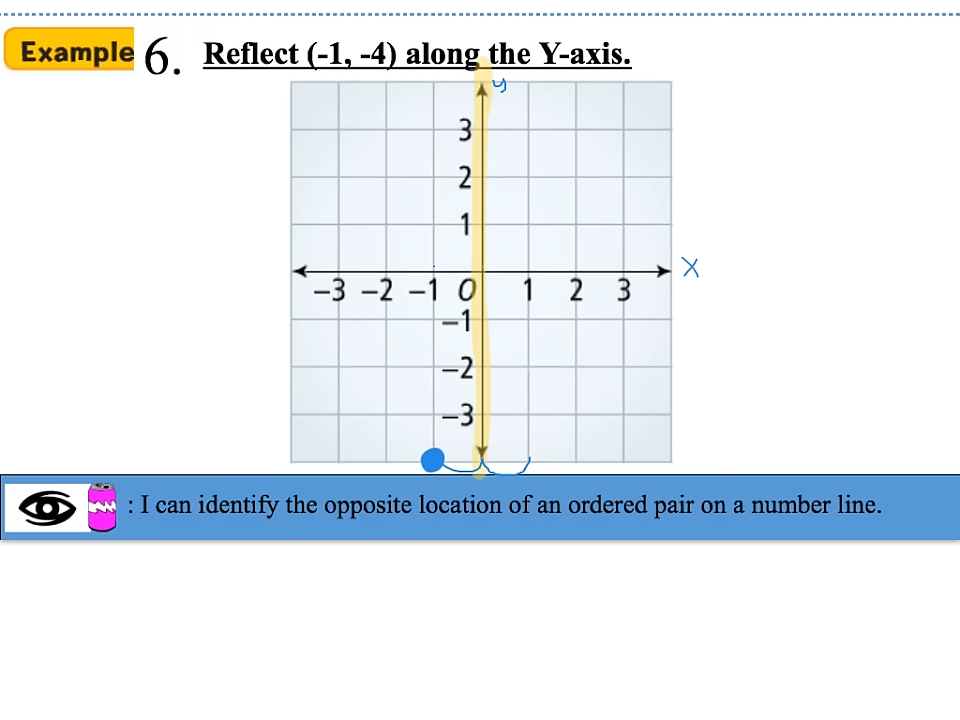 Example 6. Reflect (-1, -4) along the Y-axis.
y
3
2
1
X
−3 −2 −1 O 1 2 3
−1
−2
−3
: I can identify the opposite location of an ordered pair on a number line.